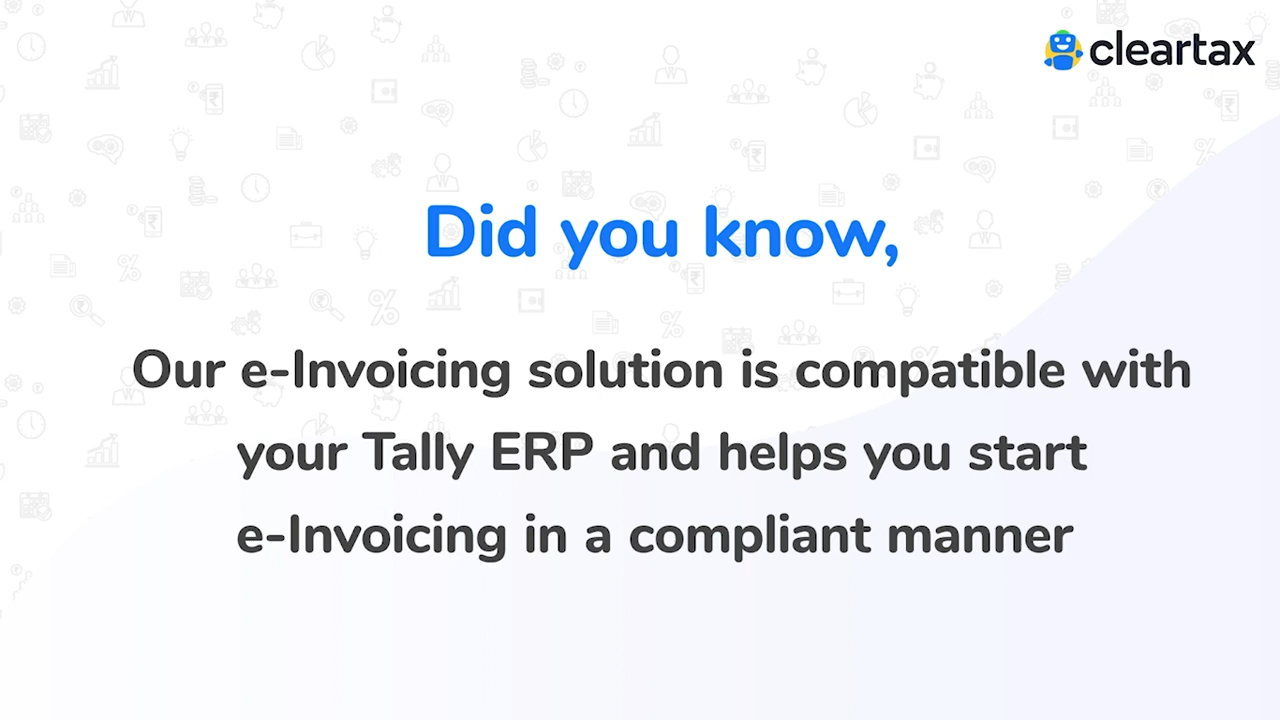 cleartax
Did you know,
Our e-Invoicing solution is compatible with
your Tally ERP and helps you start
e-Invoicing in a compliant manner